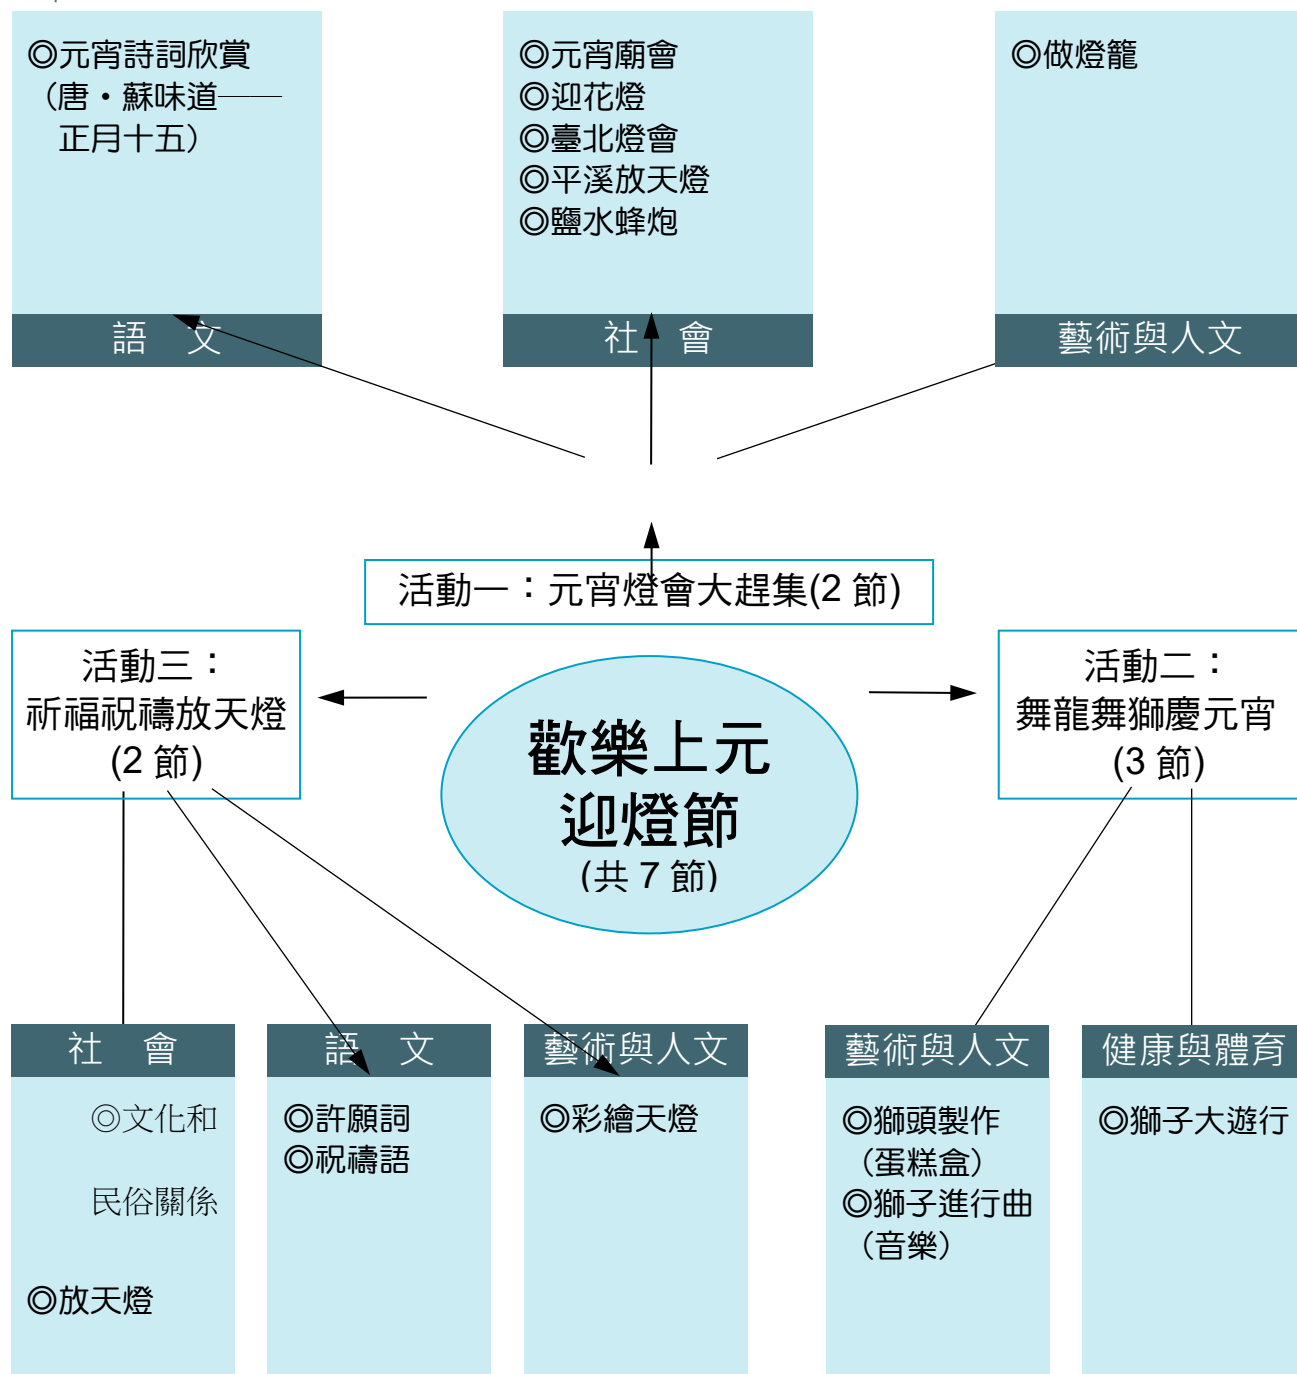 ◎元宵詩詞欣賞
（唐・蘇味道——
正月十五）
語　文
◎元宵廟會
◎迎花燈
◎臺北燈會
◎平溪放天燈
◎鹽水蜂炮
社　會
◎做燈籠
藝術與人文
活動一：元宵燈會大趕集(2 節)
活動三：
祈福祝禱放天燈
(2 節)
歡樂上元
迎燈節
(共 7 節)
活動二：
舞龍舞獅慶元宵
(3 節)
社　會
◎文化和
民俗關係
◎放天燈
語　文
◎許願詞
◎祝禱語
藝術與人文
◎彩繪天燈
藝術與人文
◎獅頭製作
（蛋糕盒）
◎獅子進行曲
（音樂）
健康與體育
◎獅子大遊行